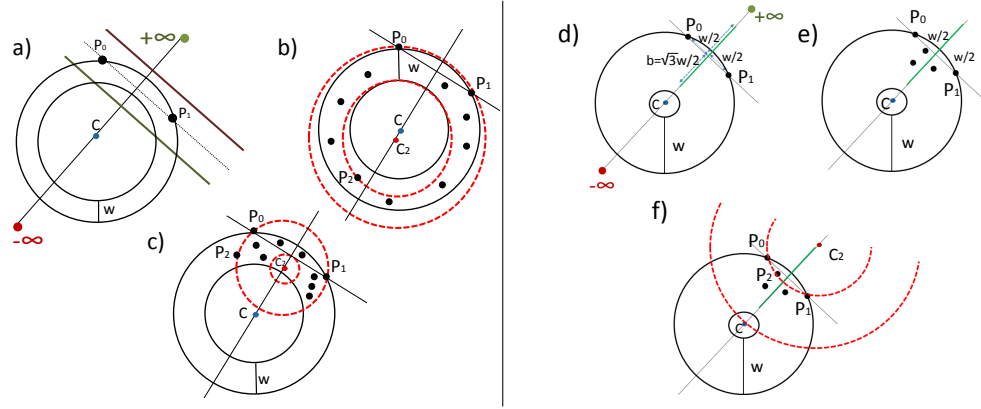 a)
+∞
P₀
P₁
C
w
-∞
b)
P₀
w
P₁
C
C₂
P₂
c)
P₀
P₂
C₂
P₁
C
w
d)
+∞
P₀
w/2
b=√3w/2
w/2
P₁
C
w
-∞
e)
P₀
w/2
w/2
P₁
C
w
f)
P₀
C₂
P₂
P₁
C
w